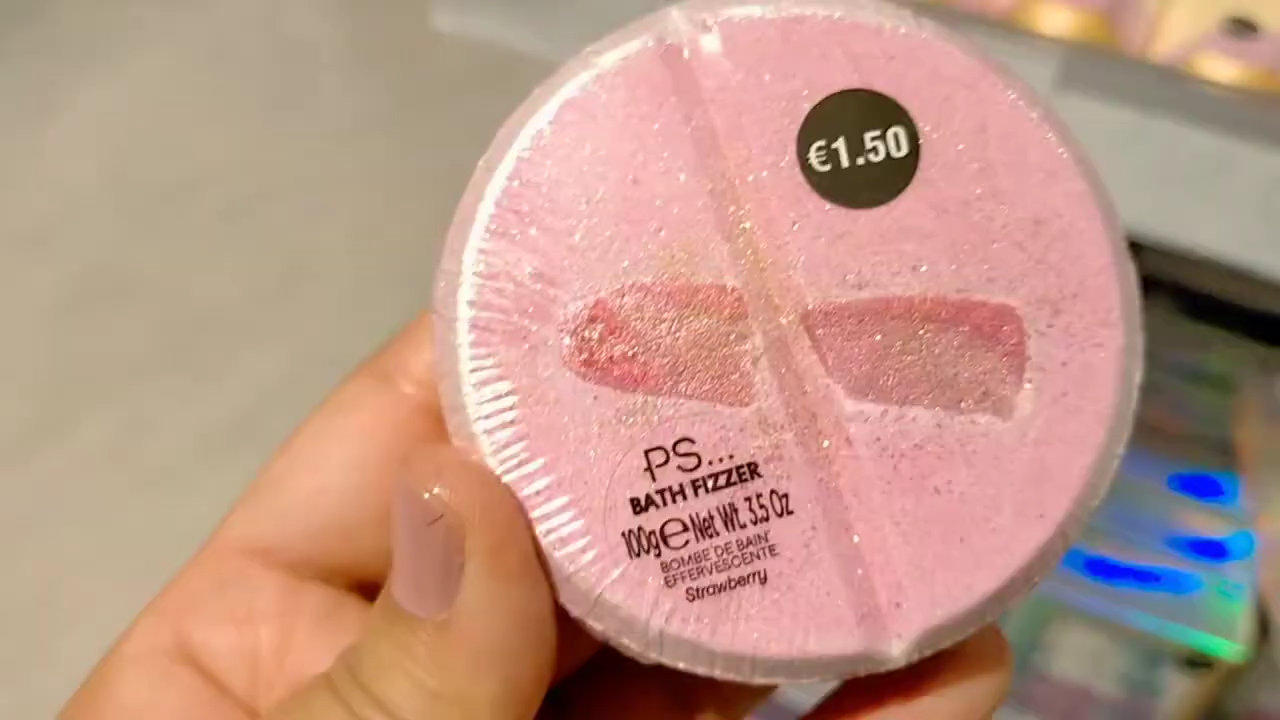 €1.50
PS...
BATH FIZZER
100g℮ Net Wt. 3.5 Oz
BOMBE DE BAIN
EFFERVESCENTE
Strawberry